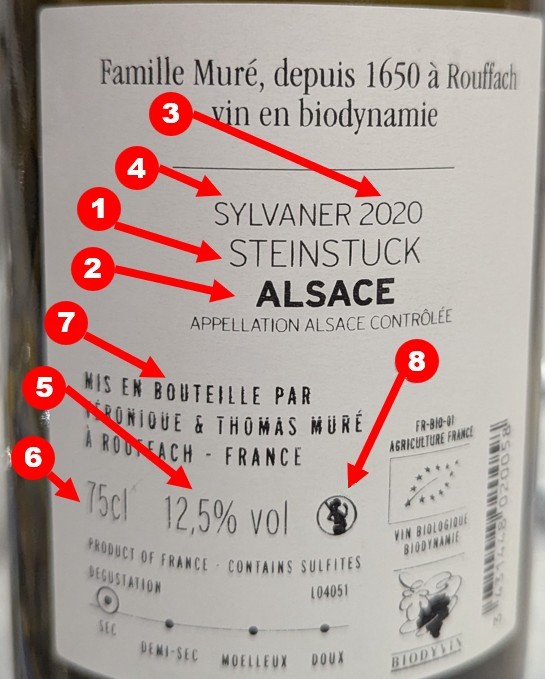 Famille Muré, depuis 1650 à Rouffach
vin en biodynamie
3
4
SYLVANER 2020
1
STEINSTUCK
2
ALSACE
APPELLATION ALSACE CONTRÔLÉE
7
8
MIS EN BOUTEILLE PAR
5
VÉRONIQUE & THOMAS MURÉ
À ROUFFACH - FRANCE
6
75cl 12,5% vol
FR-BIO-01
AGRICULTURE FRANCE
VIN BIOLOGIQUE
BIODYNAMIE
PRODUCT OF FRANCE - CONTAINS SULFITES
DÉGUSTATION L04051
SEC DEMI-SEC MOELLEUX DOUX
BIODYVIN